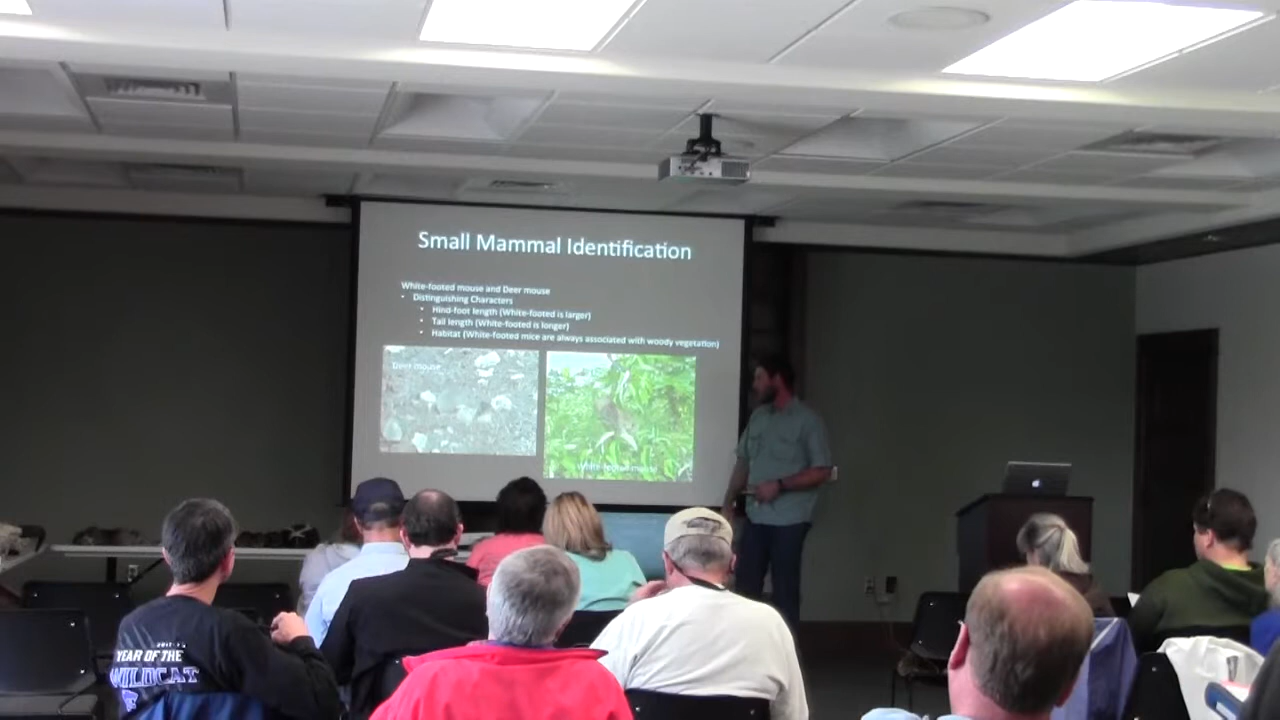 Small Mammal Identification
White-footed mouse and Deer mouse
• Distinguishing Characters
• Hind-foot length (White-footed is larger)
• Tail length (White-footed is longer)
• Habitat (White-footed mice are always associated with woody vegetation)
Deer mouse
White-footed mouse
YEAR OF THE
WILDCAT